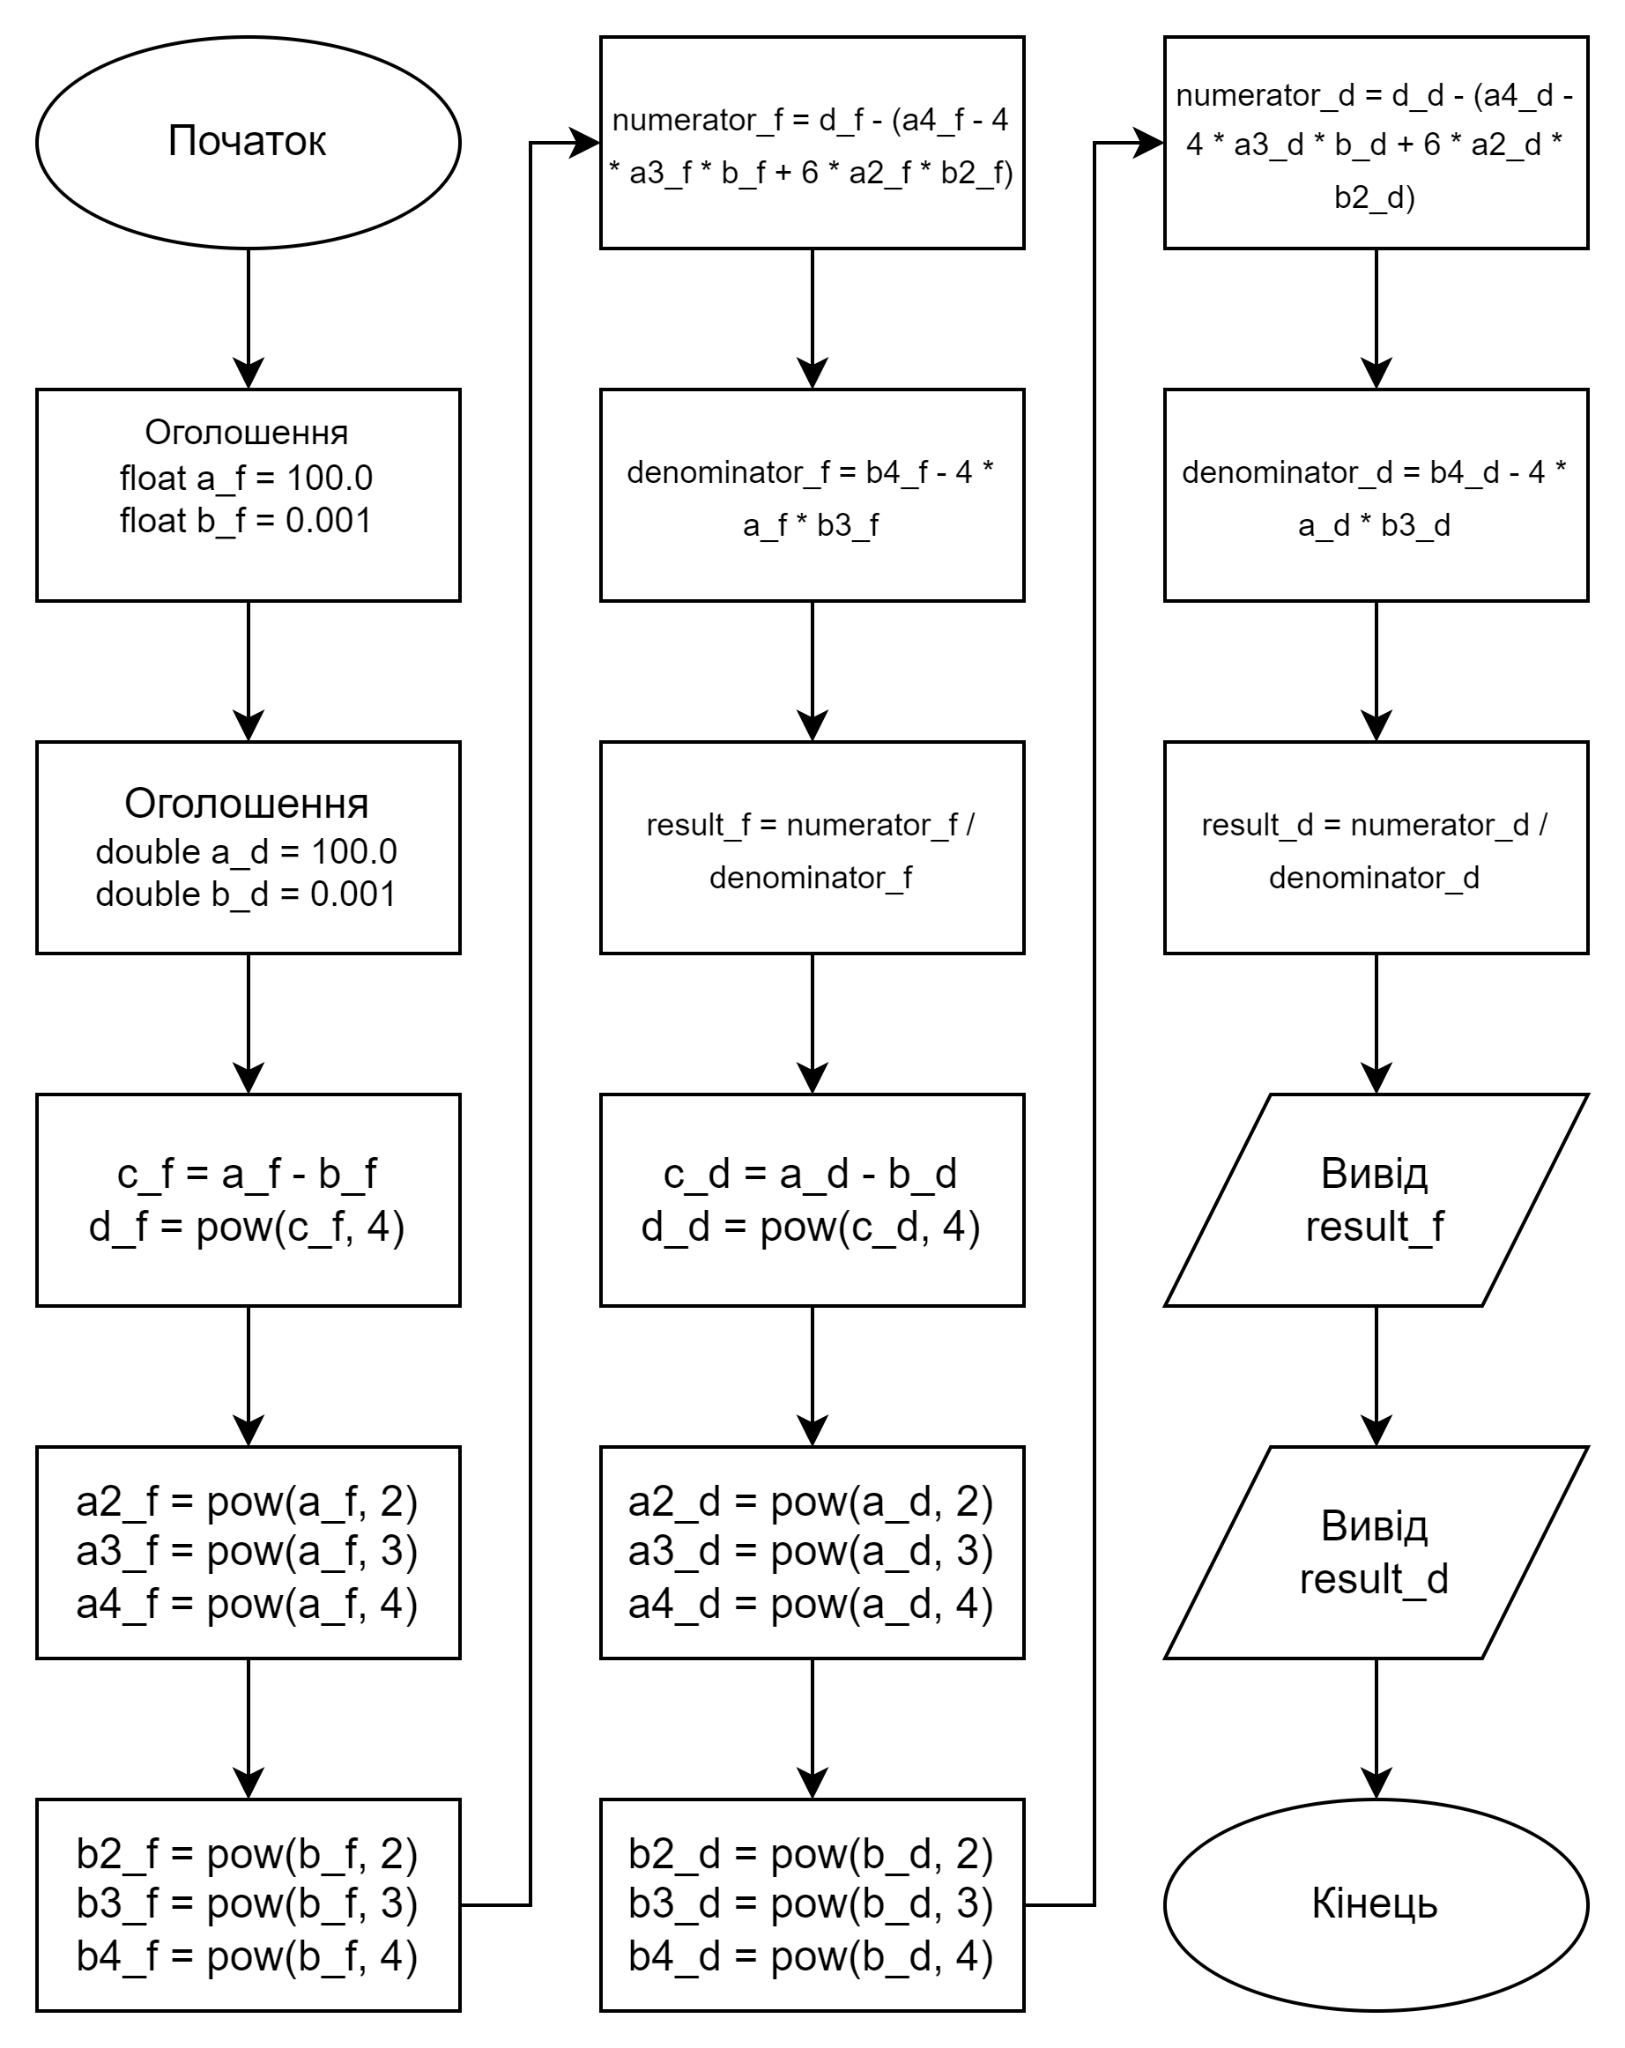 Початок
Оголошення
float a_f = 100.0
float b_f = 0.001
Оголошення
double a_d = 100.0
double b_d = 0.001
c_f = a_f - b_f
d_f = pow(c_f, 4)
a2_f = pow(a_f, 2)
a3_f = pow(a_f, 3)
a4_f = pow(a_f, 4)
b2_f = pow(b_f, 2)
b3_f = pow(b_f, 3)
b4_f = pow(b_f, 4)
numerator_f = d_f - (a4_f - 4
* a3_f * b_f + 6 * a2_f * b2_f)
denominator_f = b4_f - 4 *
a_f * b3_f
result_f = numerator_f /
denominator_f
c_d = a_d - b_d
d_d = pow(c_d, 4)
a2_d = pow(a_d, 2)
a3_d = pow(a_d, 3)
a4_d = pow(a_d, 4)
b2_d = pow(b_d, 2)
b3_d = pow(b_d, 3)
b4_d = pow(b_d, 4)
numerator_d = d_d - (a4_d -
4 * a3_d * b_d + 6 * a2_d *
b2_d)
denominator_d = b4_d - 4 *
a_d * b3_d
result_d = numerator_d /
denominator_d
Вивід
result_f
Вивід
result_d
Кінець